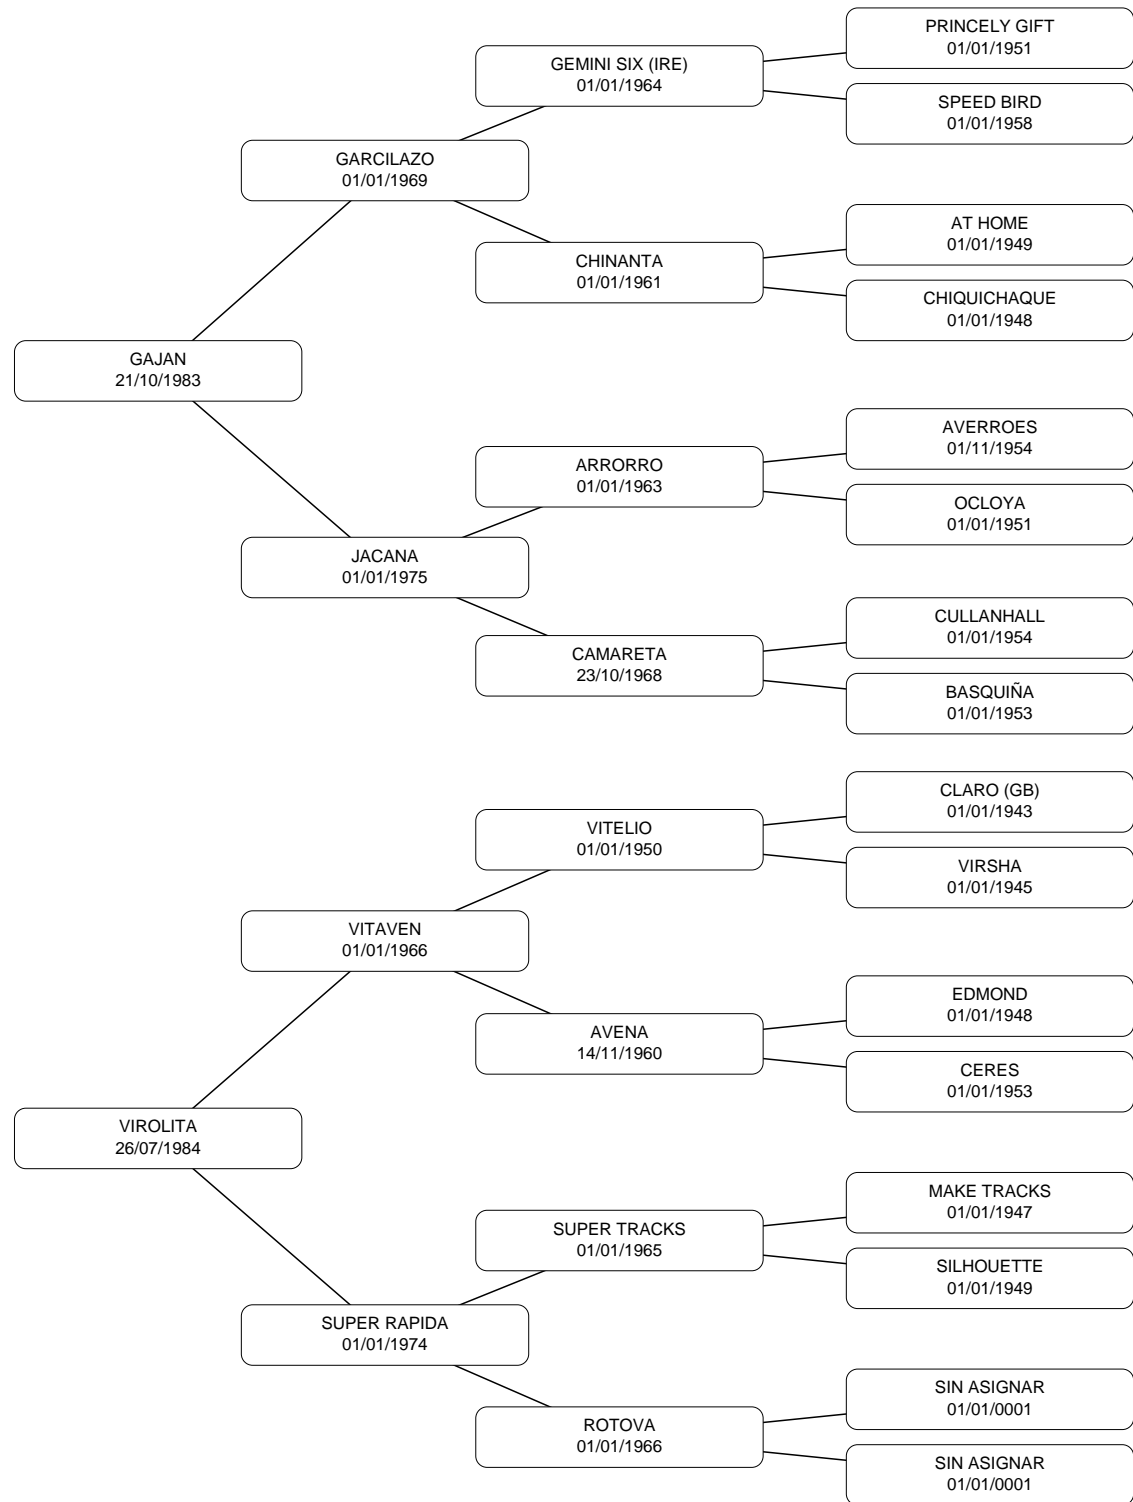 PRINCELY GIFT
01/01/1951
GEMINI SIX (IRE)
01/01/1964
SPEED BIRD
01/01/1958
GARCILAZO
01/01/1969
AT HOME
01/01/1949
CHINANTA
01/01/1961
CHIQUICHAQUE
01/01/1948
GAJAN
21/10/1983
AVERROES
01/11/1954
ARRORRO
01/01/1963
OCLOYA
01/01/1951
JACANA
01/01/1975
CULLANHALL
01/01/1954
CAMARETA
23/10/1968
BASQUIÑA
01/01/1953
CLARO (GB)
01/01/1943
VITELIO
01/01/1950
VIRSHA
01/01/1945
VITAVEN
01/01/1966
EDMOND
01/01/1948
AVENA
14/11/1960
CERES
01/01/1953
VIROLITA
26/07/1984
MAKE TRACKS
01/01/1947
SUPER TRACKS
01/01/1965
SILHOUETTE
01/01/1949
SUPER RAPIDA
01/01/1974
SIN ASIGNAR
01/01/0001
ROTOVA
01/01/1966
SIN ASIGNAR
01/01/0001